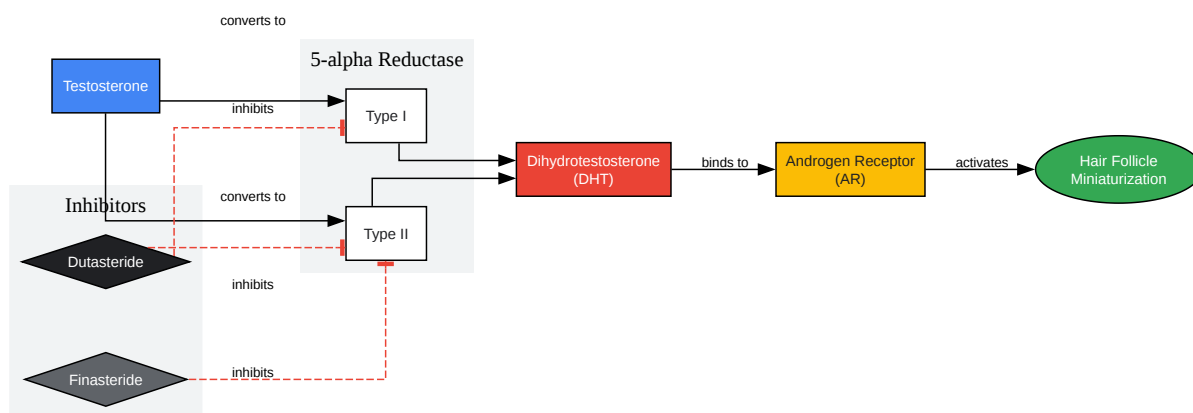 converts to
5-alpha Reductase
Testosterone
inhibits
Type I
Dihydrotestosterone
(DHT)
binds to
Androgen Receptor
(AR)
activates
Hair Follicle
Miniaturization
converts to
Inhibitors
Type II
Dutasteride
inhibits
inhibits
Finasteride